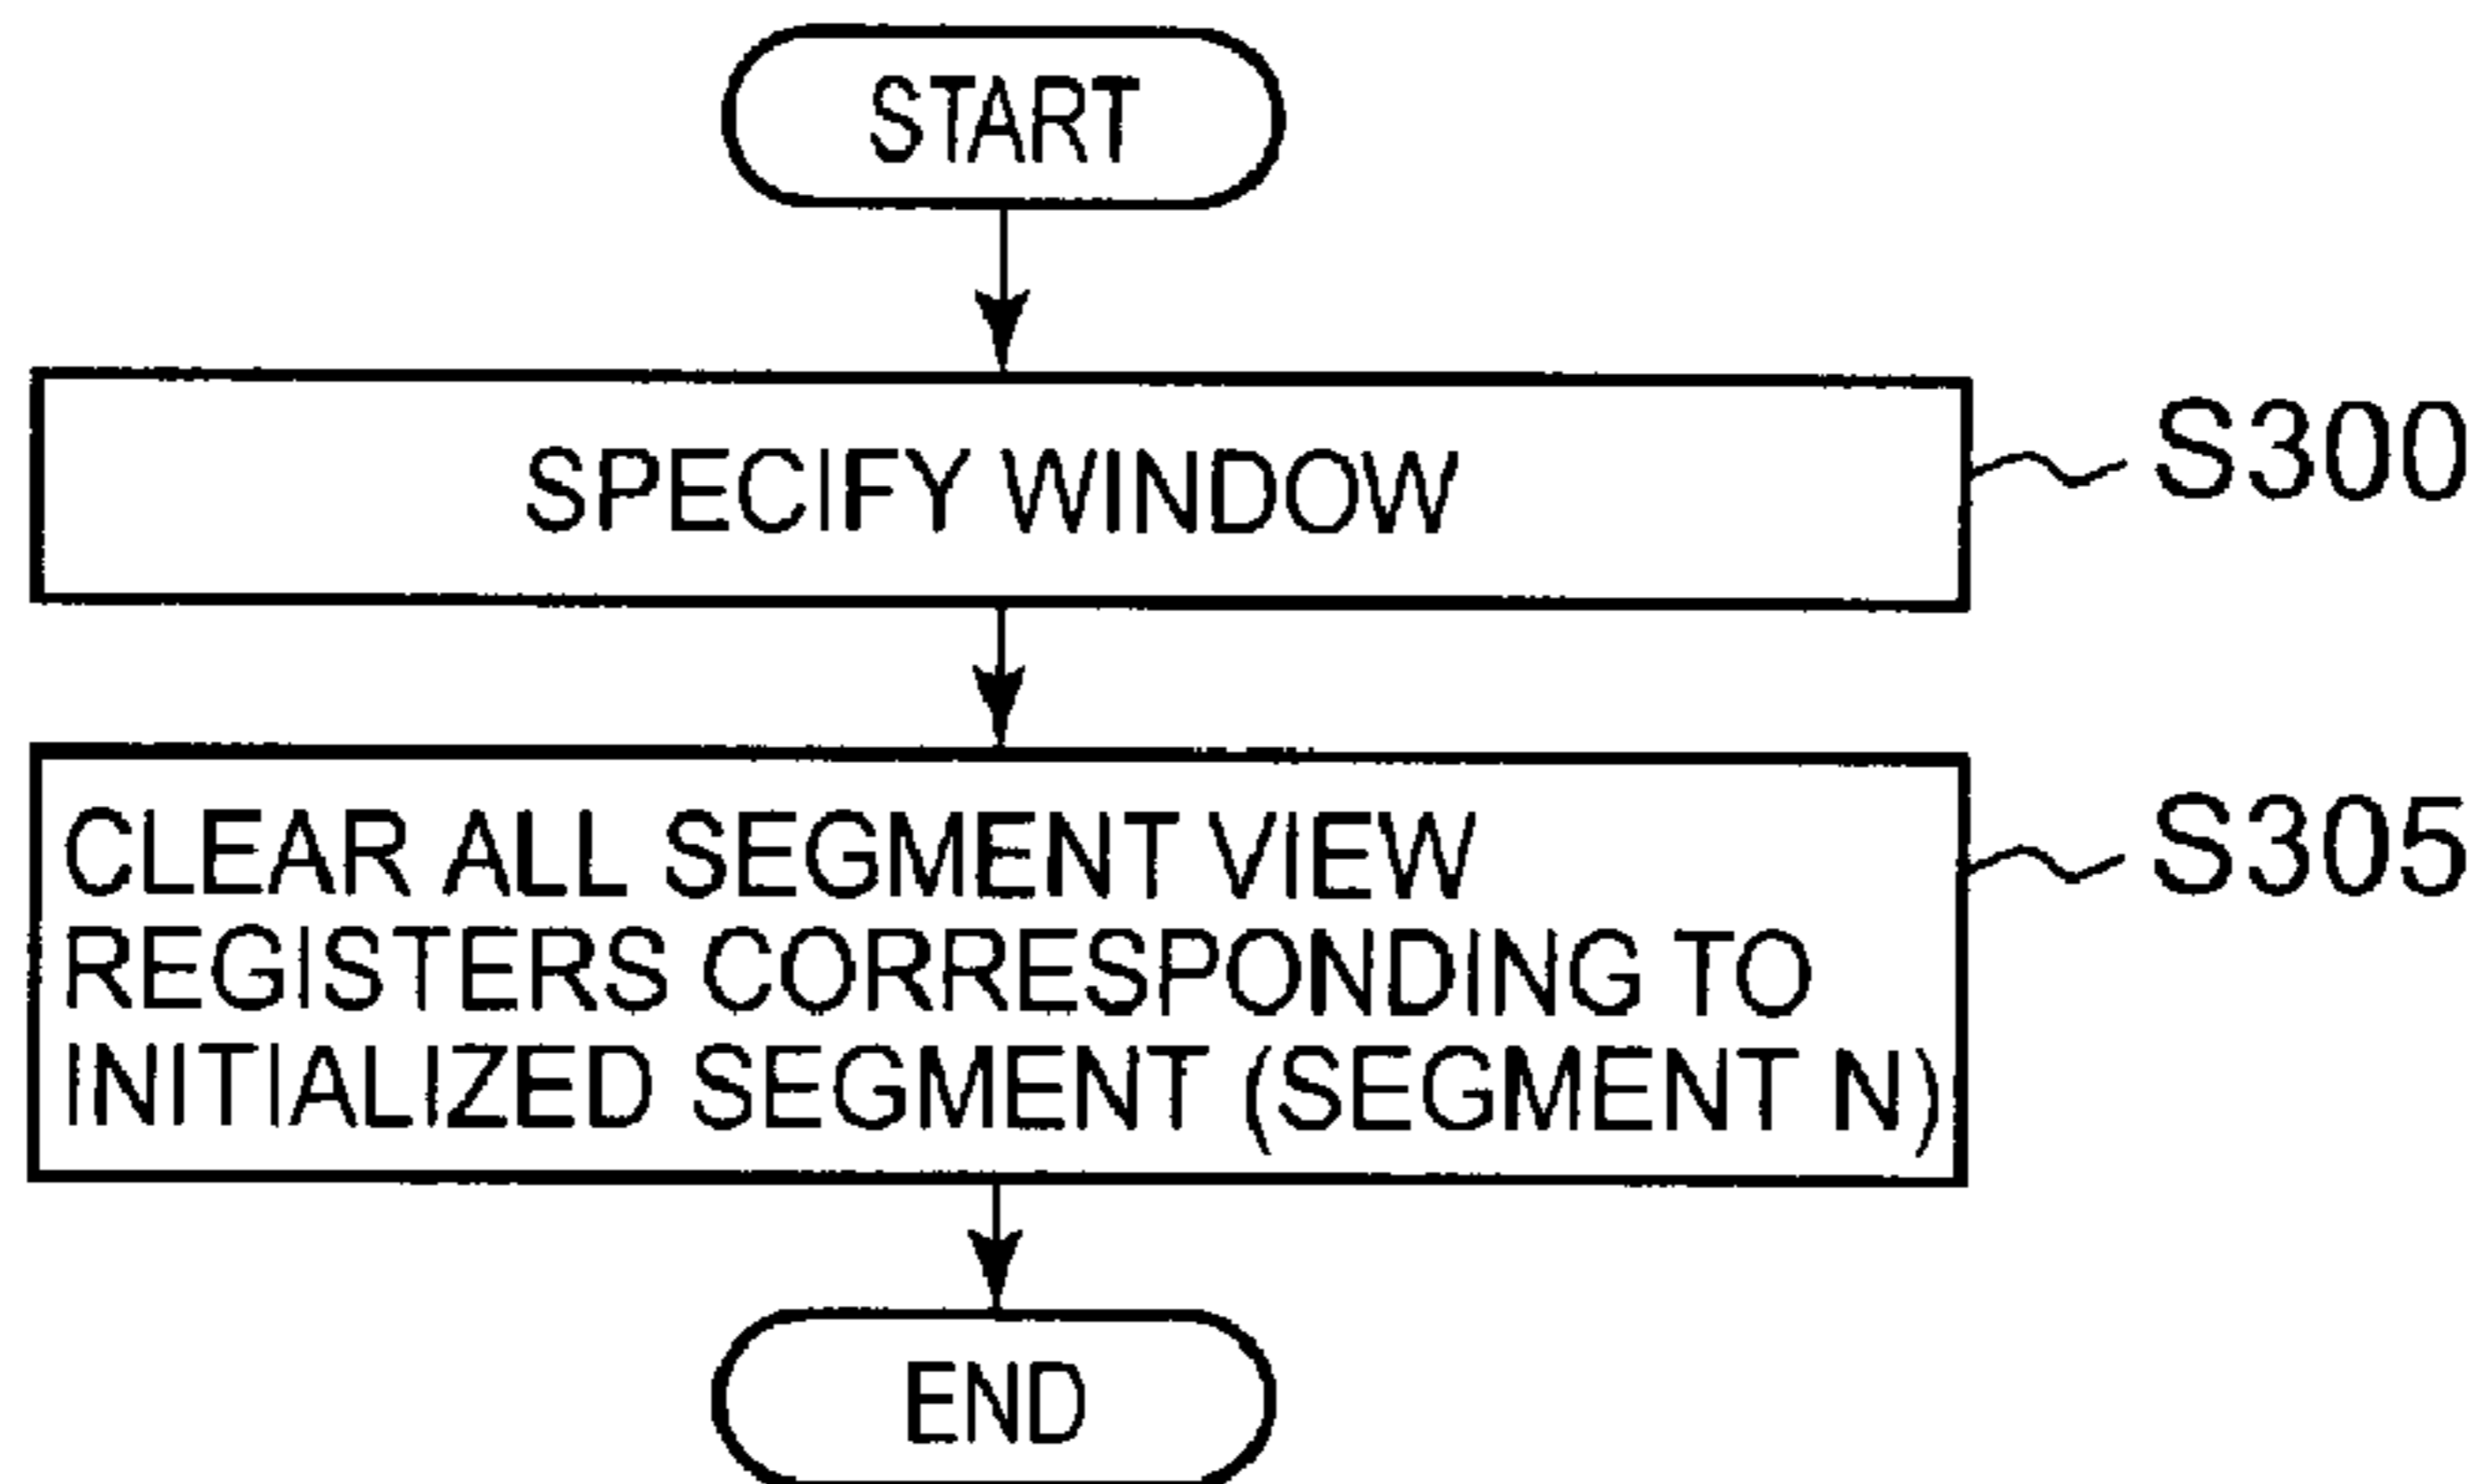 START
SPECIFY WINDOW
S300
CLEAR ALL SEGMENT VIEW
REGISTERS CORRESPONDING TO
INITIALIZED SEGMENT (SEGMENT N)
S305
END